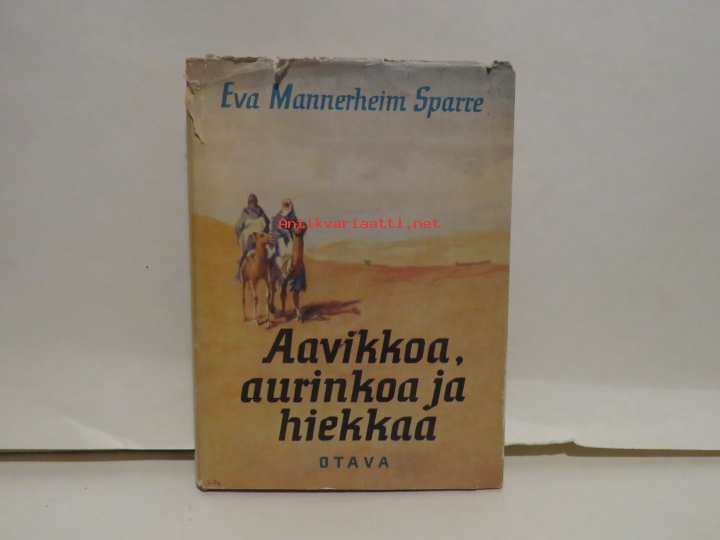 Eva Mannerheim Sparre
Antikvariaatti.net
Aavikkoa,
aurinkoa ja
hiekkaa
OTAVA